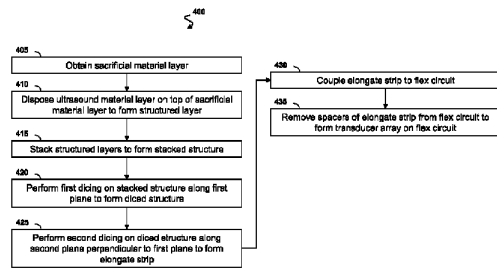 400
405
Obtain sacrificial material layer
410
Dispose ultrasound material layer on top of sacrificial
material layer to form structured layer
415
Stack structured layers to form stacked structure
420
Perform first dicing on stacked structure along first
plane to form diced structure
425
Perform second dicing on diced structure along
second plane perpendicular to first plane to form
elongate strip
430
Couple elongate strip to flex circuit
435
Remove spacers of elongate strip from flex circuit to
form transducer array on flex circuit